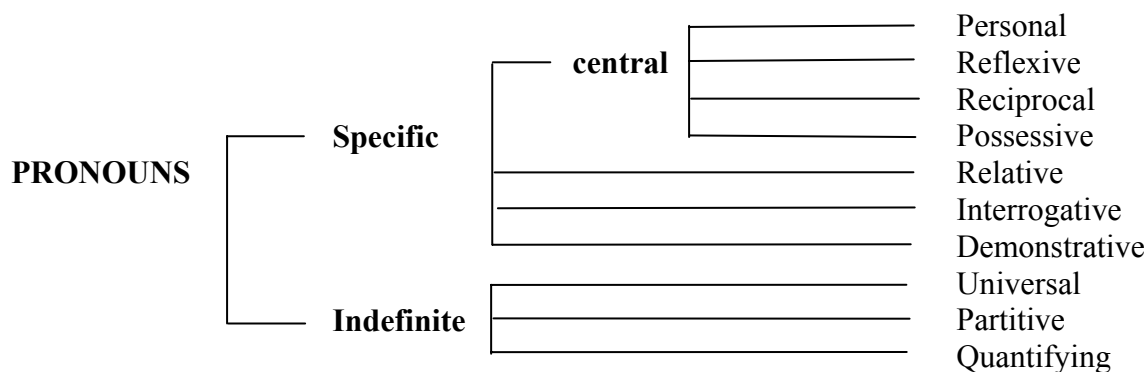 Personal
central Reflexive
Reciprocal
Specific Possessive
PRONOUNS Relative
Interrogative
Demonstrative
Universal
Indefinite Partitive
Quantifying